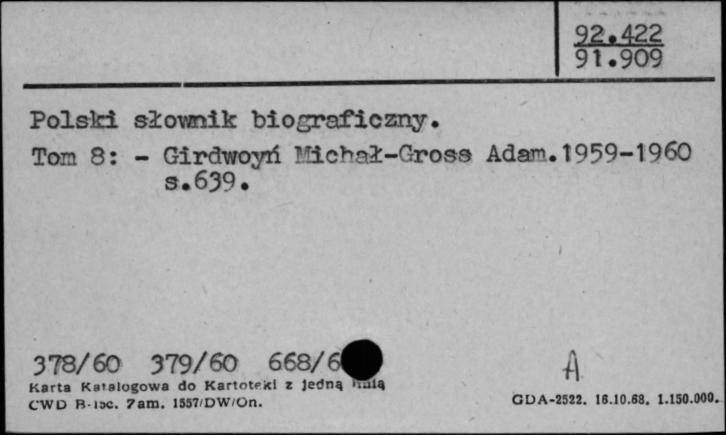 92.422
91.909
Polski słownik biograficzny.
Tom 8: - Girdwoyń Michał-Gross Adam.1959-1960
s.639.
378/60 379/60 668/6
A
Karta Katalogowa do Kartoteki z jedną linią
CWD Zam. 1557/DW/On.
GDA-2522. 16.10.68. 1.150.000.